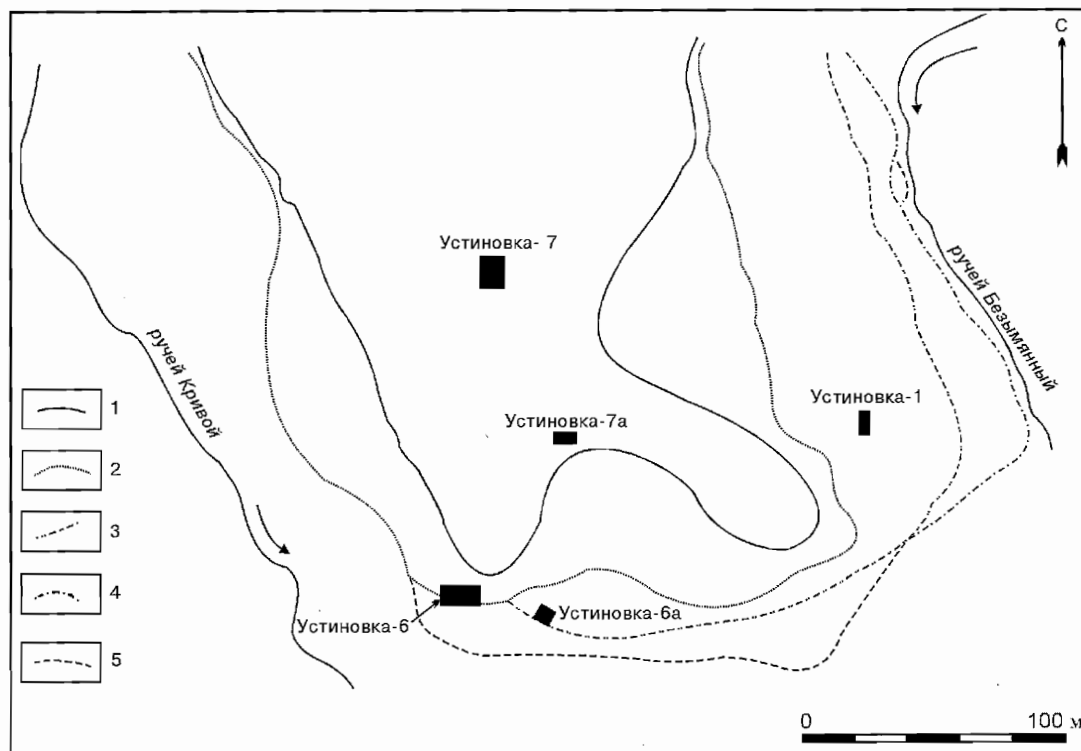 С
Устиновка- 7
ручей Безымянный
ручей Кривой
Устиновка-1
Устиновка-7а
1
2
3
4
5
Устиновка-6
Устиновка-6а
0 100 м